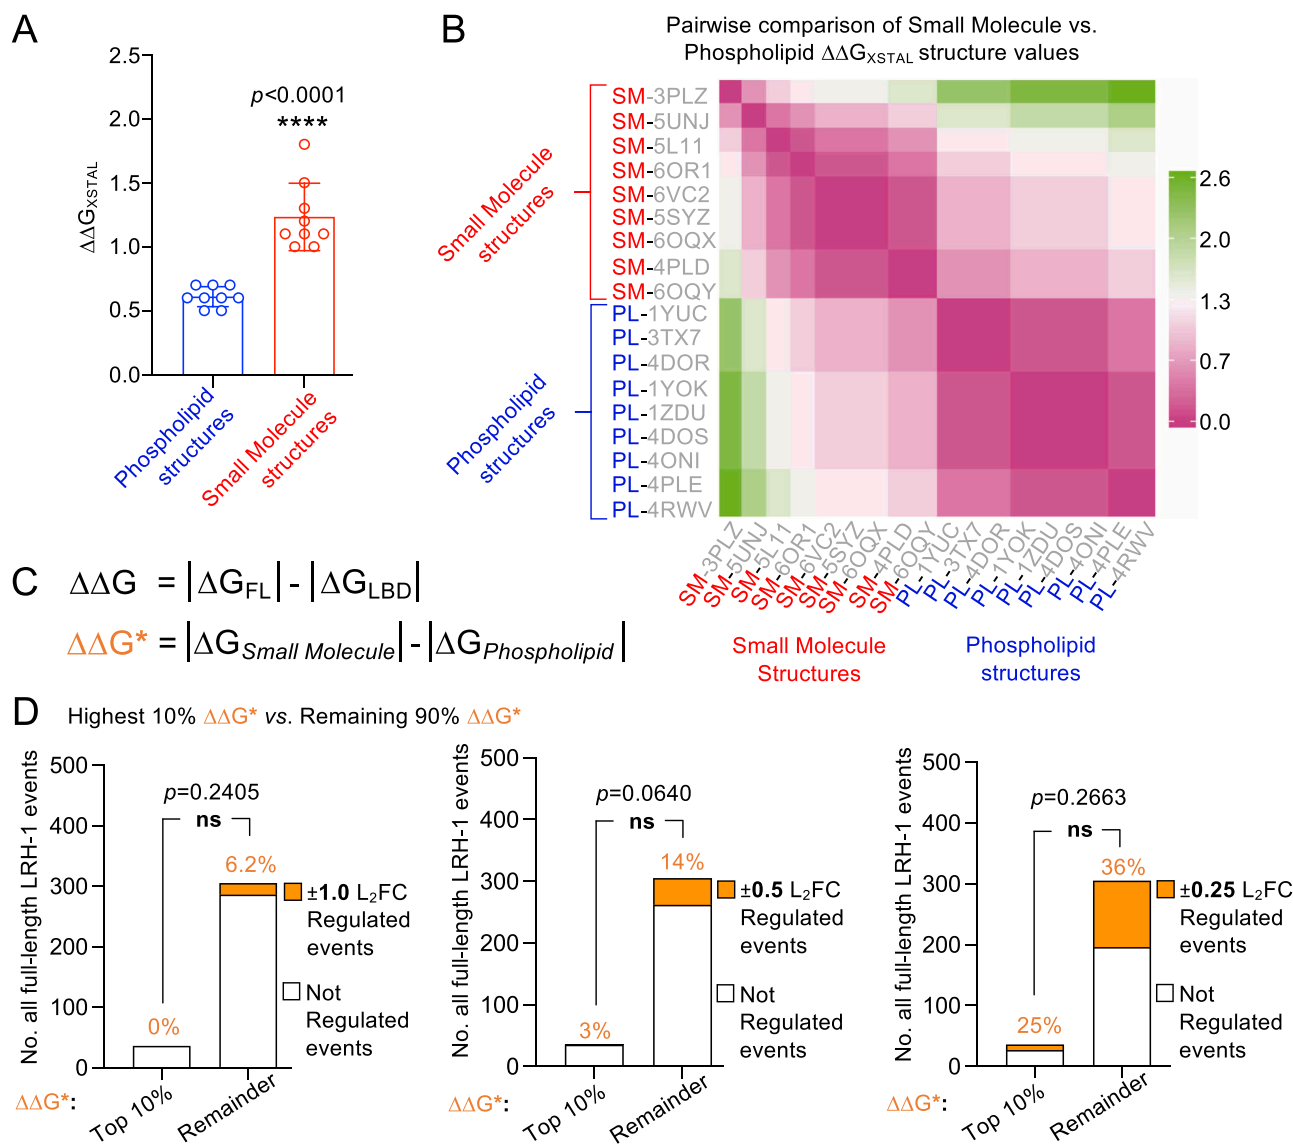 A
2.5
2.0
1.5
1.0
0.5
0.0
ΔΔG_XSTAL
p<0.0001
****
Phospholipid
structures
Small Molecule
structures
B
Pairwise comparison of Small Molecule vs.
Phospholipid ΔΔG_XSTAL structure values
Small Molecule
structures
SM-3PLZ
SM-5UNJ
SM-5L11
SM-6OR1
SM-6VC2
SM-5SYZ
SM-6OQX
SM-4PLD
SM-6OQY
Phospholipid
structures
PL-1YUC
PL-3TX7
PL-4DOR
PL-1YOK
PL-1ZDU
PL-4DOS
PL-4ONI
PL-4PLE
PL-4RWV
2.6
2.0
1.3
0.7
0.0
SM-3PLZ
SM-5UNJ
SM-5L11
SM-6OR1
SM-6VC2
SM-5SYZ
SM-6OQX
SM-4PLD
SM-6OQY
PL-1YUC
PL-3TX7
PL-4DOR
PL-1YOK
PL-1ZDU
PL-4DOS
PL-4ONI
PL-4PLE
PL-4RWV
Small Molecule
Structures
Phospholipid
structures
C
ΔΔG = |ΔG_FL| - |ΔG_LBD|
ΔΔG* = |ΔG_Small Molecule| - |ΔG_Phospholipid|
D
Highest 10% ΔΔG* vs. Remaining 90% ΔΔG*
No. all full-length LRH-1 events
500
400
300
200
100
0
p=0.2405
ns
0%
6.2%
±1.0 L₂FC
Regulated
events
Not
Regulated
events
ΔΔG*:
Top 10%
Remainder
No. all full-length LRH-1 events
500
400
300
200
100
0
p=0.0640
ns
3%
14%
±0.5 L₂FC
Regulated
events
Not
Regulated
events
ΔΔG*:
Top 10%
Remainder
No. all full-length LRH-1 events
500
400
300
200
100
0
p=0.2663
ns
25%
36%
±0.25 L₂FC
Regulated
events
Not
Regulated
events
ΔΔG*:
Top 10%
Remainder